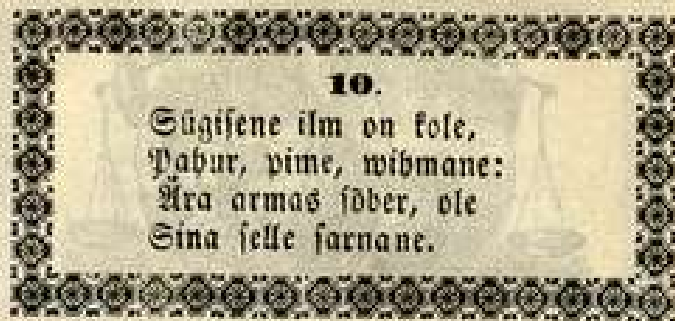 10.
Sügisene ilm on kole,
Pahur, pime, wihmane:
Ära armas sõber, ole
Sina selle sarnane.